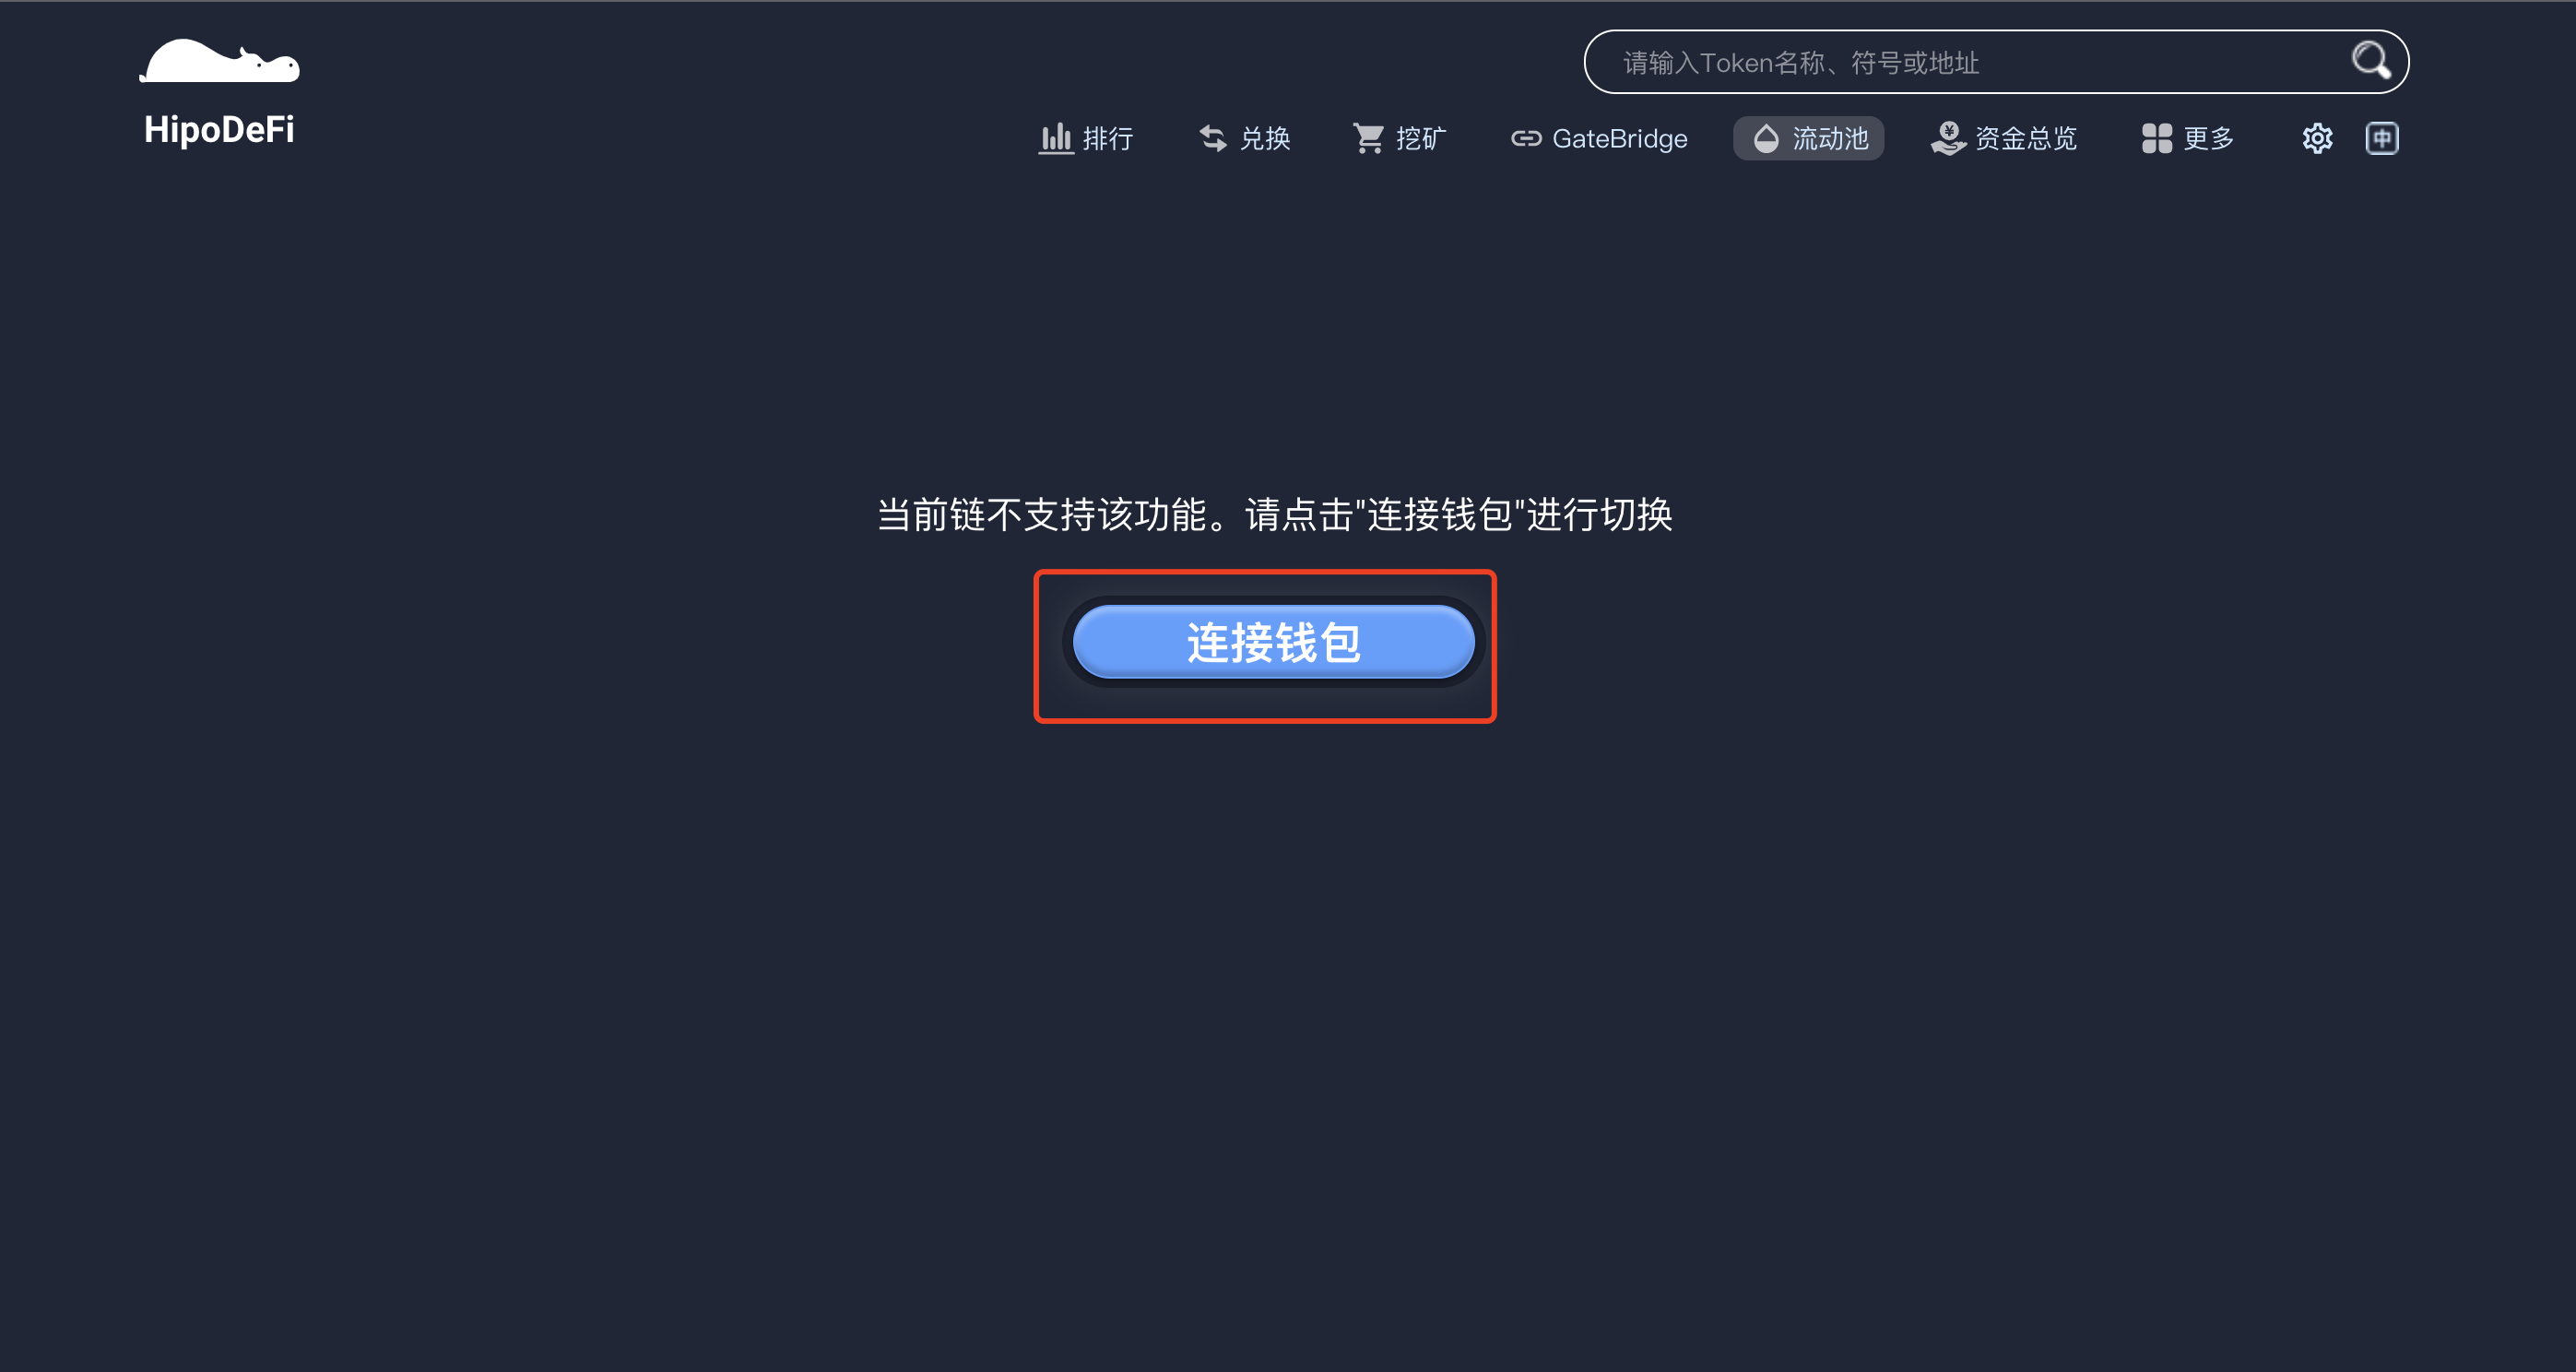 请输入Token名称、符号或地址
HipoDeFi
排行 兑换 挖矿 GateBridge 流动池 资金总览 更多 中
当前链不支持该功能。请点击"连接钱包"进行切换
连接钱包